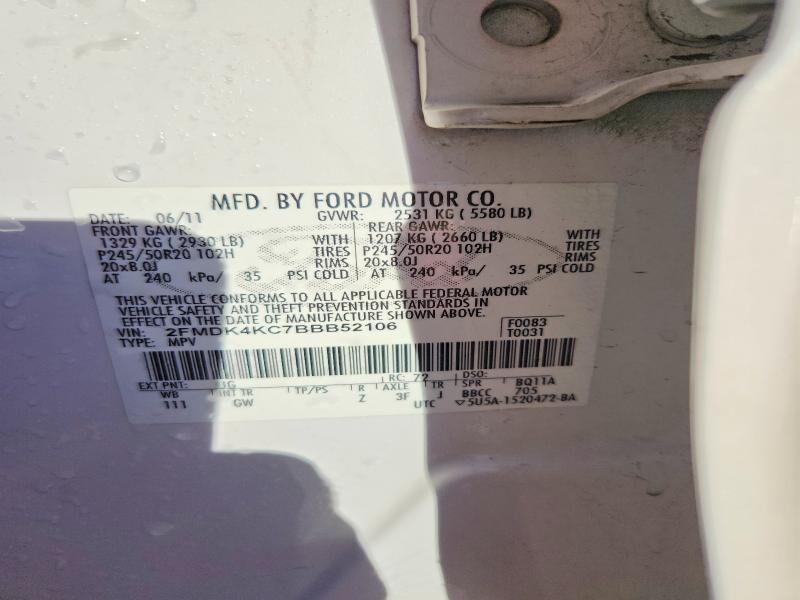 MFD. BY FORD MOTOR CO.
DATE: 06/11 GVWR: 2531 KG ( 5580 LB)
FRONT GAWR: REAR GAWR:
1329 KG ( 2930 LB) WITH 1207 KG ( 2660 LB) WITH
P245/50R20 102H TIRES P245/50R20 102H TIRES
20x8.0J RIMS 20x8.0J RIMS
AT 240 kPa/ 35 PSI COLD AT 240 kPa/ 35 PSI COLD
THIS VEHICLE CONFORMS TO ALL APPLICABLE FEDERAL MOTOR
VEHICLE SAFETY AND THEFT PREVENTION STANDARDS IN
EFFECT ON THE DATE OF MANUFACTURE SHOWN ABOVE.
VIN: 2FMDK4KC7BBB52106 F0083
TYPE: MPV T0031
EXT PNT: UG RC: 72 DSO:
WB INT TR TP/PS R AXLE TR SPR BQ11A
111 GW Z 3F J BBCC 705
UTC ▽5U5A-1520472-BA